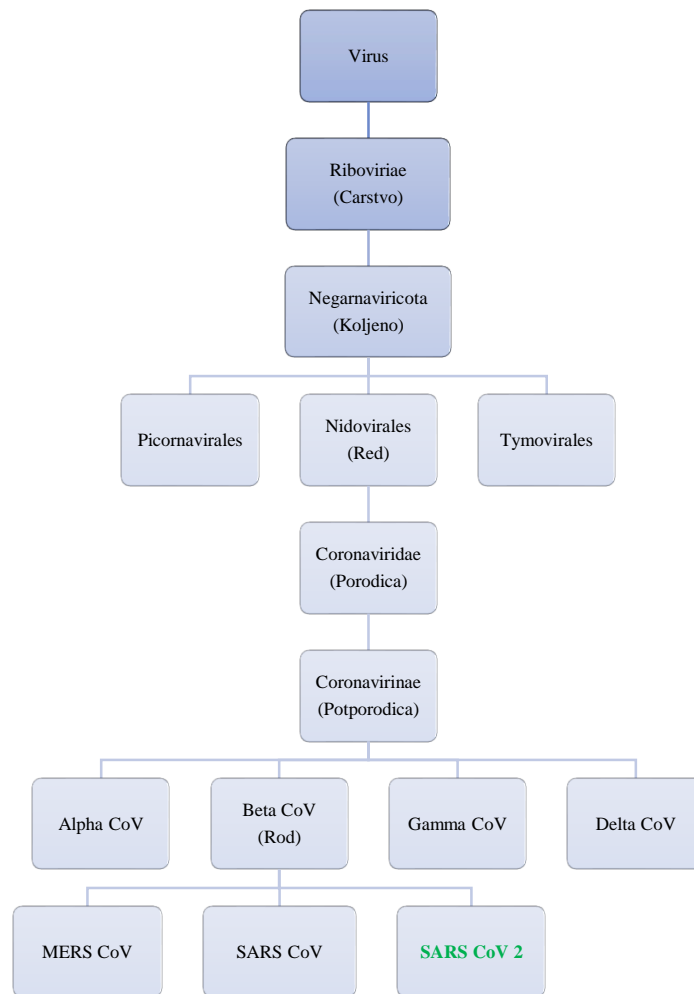 Virus
Riboviriae
(Carstvo)
Negarnaviricota
(Koljeno)
Picornavirales
Nidovirales
(Red)
Tymovirales
Coronaviridae
(Porodica)
Coronavirinae
(Potporodica)
Alpha CoV
Beta CoV
(Rod)
Gamma CoV
Delta CoV
MERS CoV
SARS CoV
SARS CoV 2